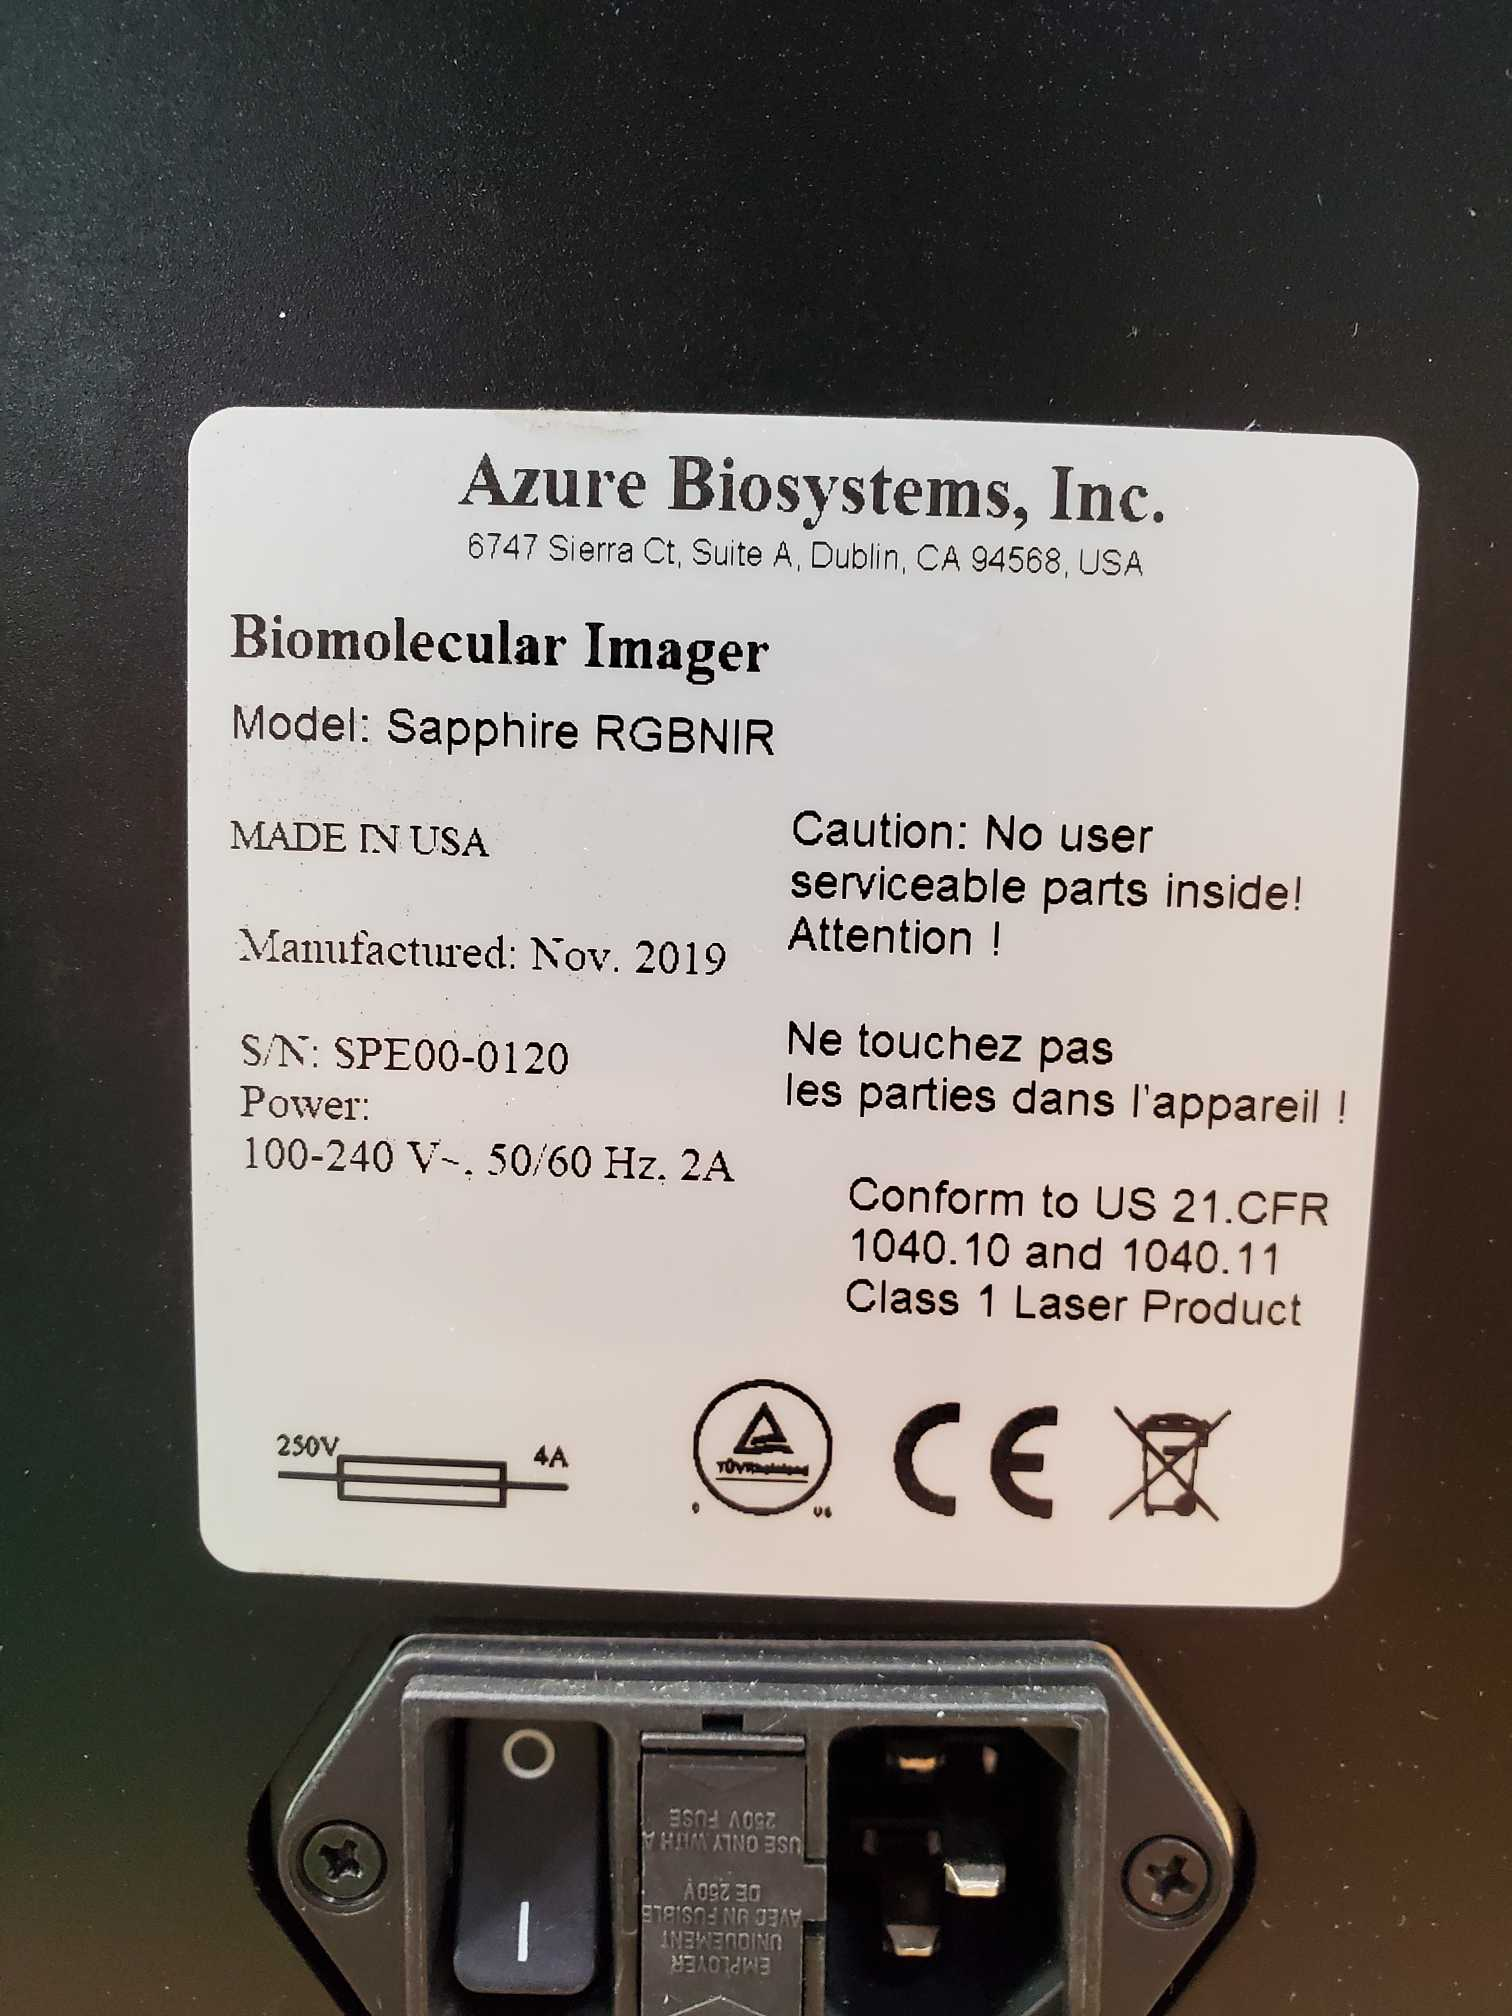 Azure Biosystems, Inc.
6747 Sierra Ct, Suite A, Dublin, CA 94568, USA
Biomolecular Imager
Model: Sapphire RGBNIR
MADE IN USA
Manufactured: Nov. 2019
S/N: SPE00-0120
Power:
100-240 V~, 50/60 Hz, 2A
Caution: No user
serviceable parts inside!
Attention !
Ne touchez pas
les parties dans l'appareil !
Conform to US 21.CFR
1040.10 and 1040.11
Class 1 Laser Product
250V
4A
TÜVRheinland
US
CE
USE ONLY WITH A
250V FUSE
EMPLOYER
UNIQUEMENT
AVEC UN FUSIBLE
DE 250V